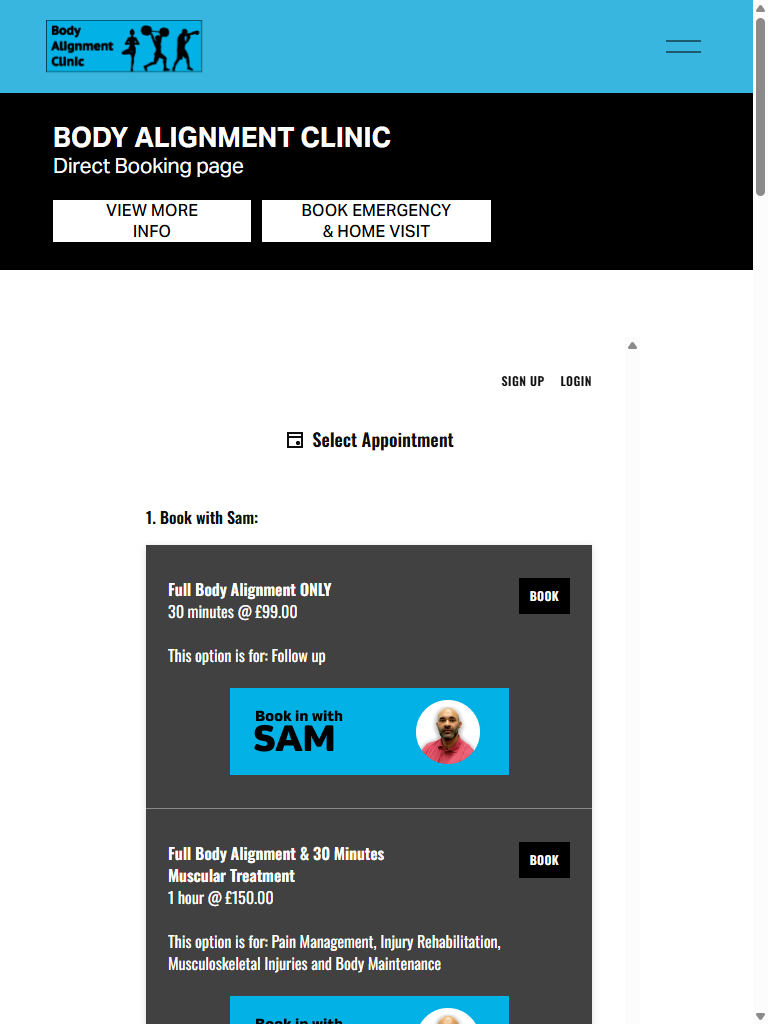 Body
Alignment
Clinic
BODY ALIGNMENT CLINIC
Direct Booking page
VIEW MORE
INFO
BOOK EMERGENCY
& HOME VISIT
SIGN UP LOGIN
Select Appointment
1. Book with Sam:
Full Body Alignment ONLY
BOOK
30 minutes @ £99.00
This option is for: Follow up
Book in with
SAM
Full Body Alignment & 30 Minutes
BOOK
Muscular Treatment
1 hour @ £150.00
This option is for: Pain Management, Injury Rehabilitation,
Musculoskeletal Injuries and Body Maintenance
Book in with